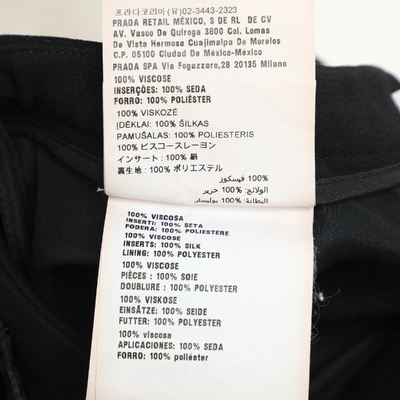 프라다코리아 (유)02-3443-2323
PRADA RETAIL MÉXICO, S DE RL DE CV
AV. Vasco De Quiroga 3800 Col. Lomas
De Vista Hermosa Cuajimalpa De Morelos
C.P. 05100 Ciudad De México-México
PRADA SPA Via Fogazzaro,28 20135 Milano
100% VISCOSE
INSERÇÕES: 100% SEDA
FORRO: 100% POLIÉSTER
100% VISKOZĖ
ĮDĖKLAI: 100% ŠILKAS
PAMUŠALAS: 100% POLIESTERIS
100% ビスコースレーヨン
インサート: 100% 絹
裏生地: 100% ポリエステル
100% فيسكوز
الولائج: 100% حرير
البطانة: 100% بوليستر
100% VISCOSA
INSERTI: 100% SETA
FODERA: 100% POLIESTERE
100% VISCOSE
INSERTS: 100% SILK
LINING: 100% POLYESTER
100% VISCOSE
PIÈCES : 100% SOIE
DOUBLURE : 100% POLYESTER
100% VISKOSE
EINSÄTZE: 100% SEIDE
FUTTER: 100% POLYESTER
100% viscosa
APLICACIONES: 100% SEDA
FORRO: 100% poliéster